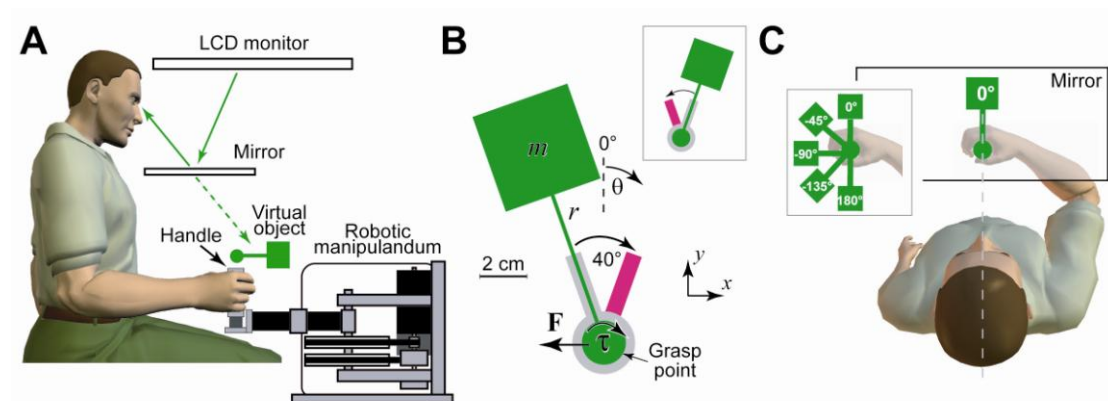 A
LCD monitor
Mirror
Virtual
object
Handle
Robotic
manipulandum
B
m
0°
θ
r
40°
2 cm
y
x
F
τ
Grasp
point
C
Mirror
0°
0°
-45°
-90°
-135°
180°